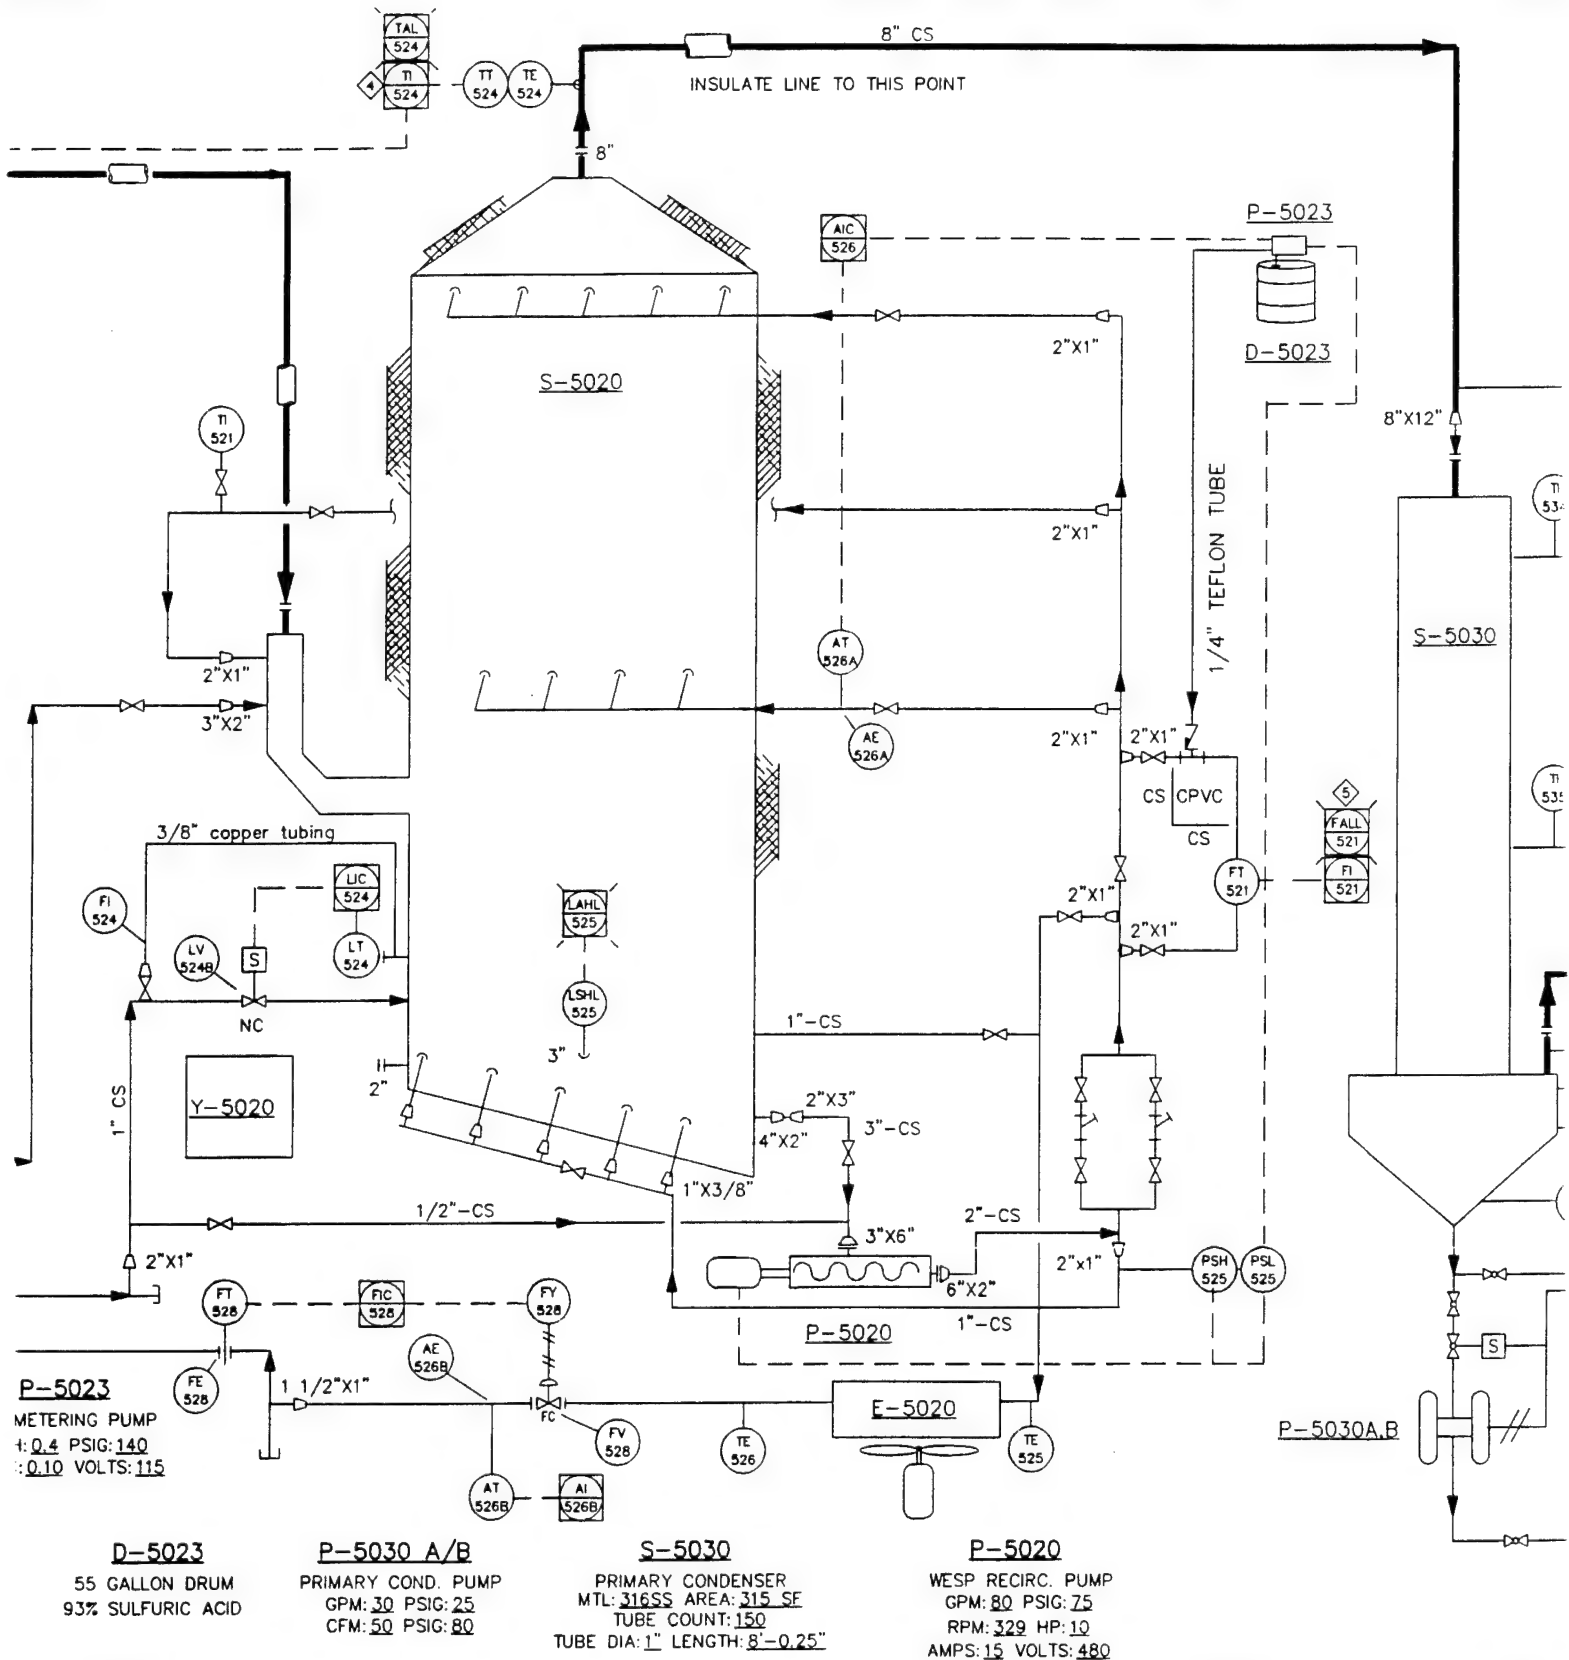 TAL
524
TI
524
4
TT
524
TE
524
8" CS
INSULATE LINE TO THIS POINT
8"
AIC
526
P-5023
D-5023
2"X1"
S-5020
8"X12"
TI
521
2"X1"
1/4" TEFLON TUBE
TI
S-5030
AT
526A
2"X1"
3"X2"
AE
526A
2"X1"
2"X1"
CS
CPVC
CS
5
FALL
521
FI
521
FT
521
TI
535
3/8" copper tubing
LIC
524
FI
524
LV
524B
S
LT
524
NC
LAHL
525
LSHL
525
3"
2"X1"
2"X1"
1"-CS
1" CS
Y-5020
2"
2"X3"
4"X2"
3"-CS
1"X3/8"
1/2"-CS
2"-CS
3"X6"
6"X2"
2"x1"
2"X1"
PSH
525
PSL
525
1"-CS
P-5020
FT
528
FIC
528
FY
528
FE
528
AE
526B
1 1/2"X1"
FC
FV
528
TE
526
E-5020
TE
525
AT
526B
AI
526B
S
P-5030A,B
P-5023
METERING PUMP
0.4 PSIG: 140
0.10 VOLTS: 115
D-5023
55 GALLON DRUM
93% SULFURIC ACID
P-5030 A/B
PRIMARY COND. PUMP
GPM: 30 PSIG: 25
CFM: 50 PSIG: 80
S-5030
PRIMARY CONDENSER
MTL: 316SS AREA: 315 SF
TUBE COUNT: 150
TUBE DIA: 1" LENGTH: 8'-0.25"
P-5020
WESP RECIRC. PUMP
GPM: 80 PSIG: 75
RPM: 329 HP: 10
AMPS: 15 VOLTS: 480